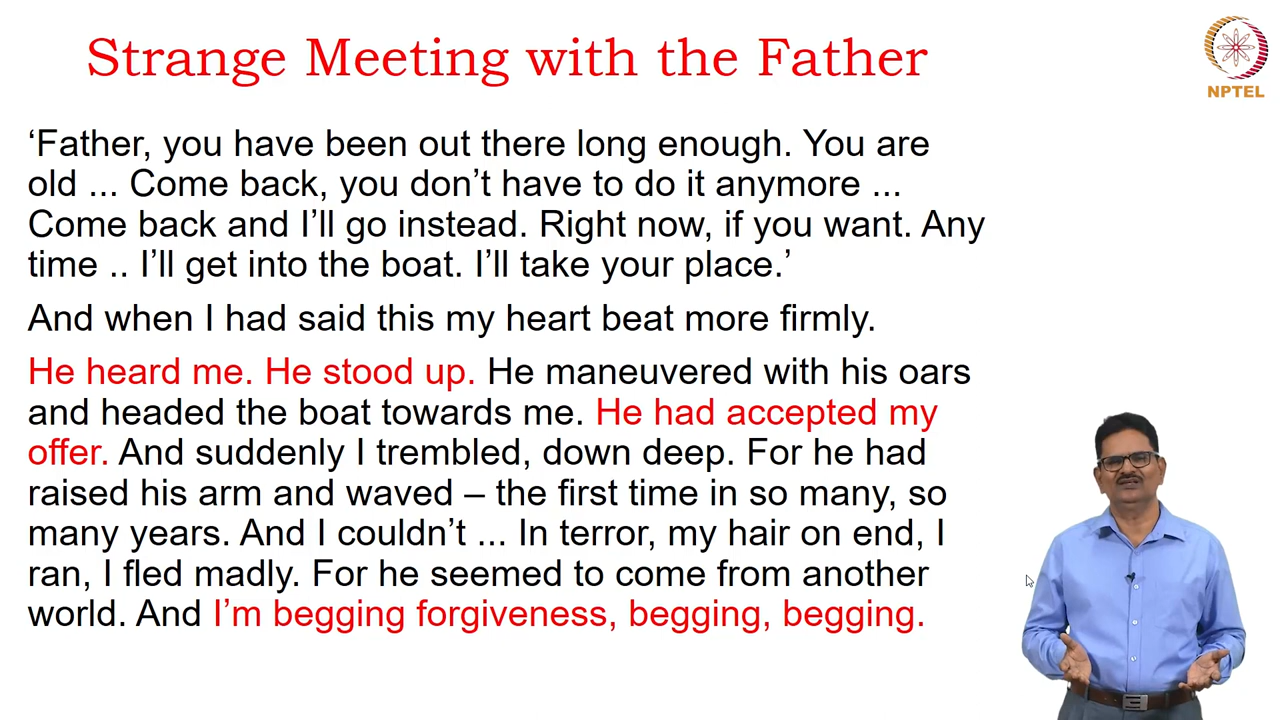 Strange Meeting with the Father
NPTEL
‘Father, you have been out there long enough. You are
old ... Come back, you don’t have to do it anymore ...
Come back and I’ll go instead. Right now, if you want. Any
time .. I’ll get into the boat. I’ll take your place.’
And when I had said this my heart beat more firmly.
He heard me. He stood up. He maneuvered with his oars
and headed the boat towards me. He had accepted my
offer. And suddenly I trembled, down deep. For he had
raised his arm and waved – the first time in so many, so
many years. And I couldn’t ... In terror, my hair on end, I
ran, I fled madly. For he seemed to come from another
world. And I’m begging forgiveness, begging, begging.